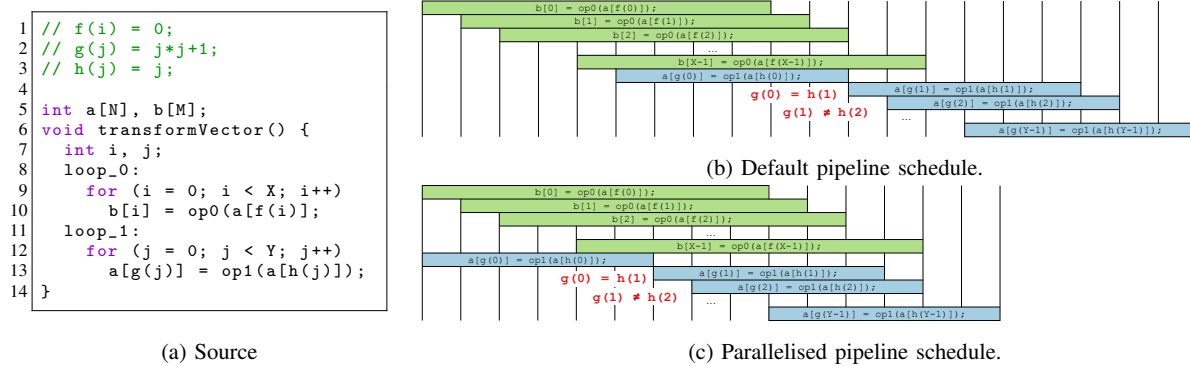 1 // f(i) = 0;
2 // g(j) = j*j+1;
3 // h(j) = j;
4
5 int a[N], b[M];
6 void transformVector() {
7 int i, j;
8 loop_0:
9 for (i = 0; i < X; i++)
10 b[i] = op0(a[f(i)];
11 loop_1:
12 for (j = 0; j < Y; j++)
13 a[g(j)] = op1(a[h(j)]);
14 }
(a) Source
b[0] = op0(a[f(0)]);
b[1] = op0(a[f(1)]);
b[2] = op0(a[f(2)]);
...
b[X-1] = op0(a[f(X-1)]);
a[g(0)] = op1(a[h(0)]);
g(0) = h(1)
a[g(1)] = op1(a[h(1)]);
g(1) ≠ h(2)
a[g(2)] = op1(a[h(2)]);
...
a[g(Y-1)] = op1(a[h(Y-1)]);
(b) Default pipeline schedule.
b[0] = op0(a[f(0)]);
b[1] = op0(a[f(1)]);
b[2] = op0(a[f(2)]);
...
b[X-1] = op0(a[f(X-1)]);
a[g(0)] = op1(a[h(0)]);
g(0) = h(1)
a[g(1)] = op1(a[h(1)]);
g(1) ≠ h(2)
a[g(2)] = op1(a[h(2)]);
...
a[g(Y-1)] = op1(a[h(Y-1)]);
(c) Parallelised pipeline schedule.